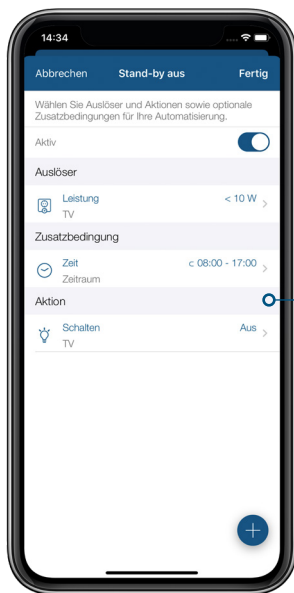 14:34
Abbrechen Stand-by aus Fertig
Wählen Sie Auslöser und Aktionen sowie optionale
Zusatzbedingungen für Ihre Automatisierung.
Aktiv
Auslöser
Leistung < 10 W
TV
Zusatzbedingung
Zeit c 08:00 - 17:00
Zeitraum
Aktion
Schalten Aus
TV